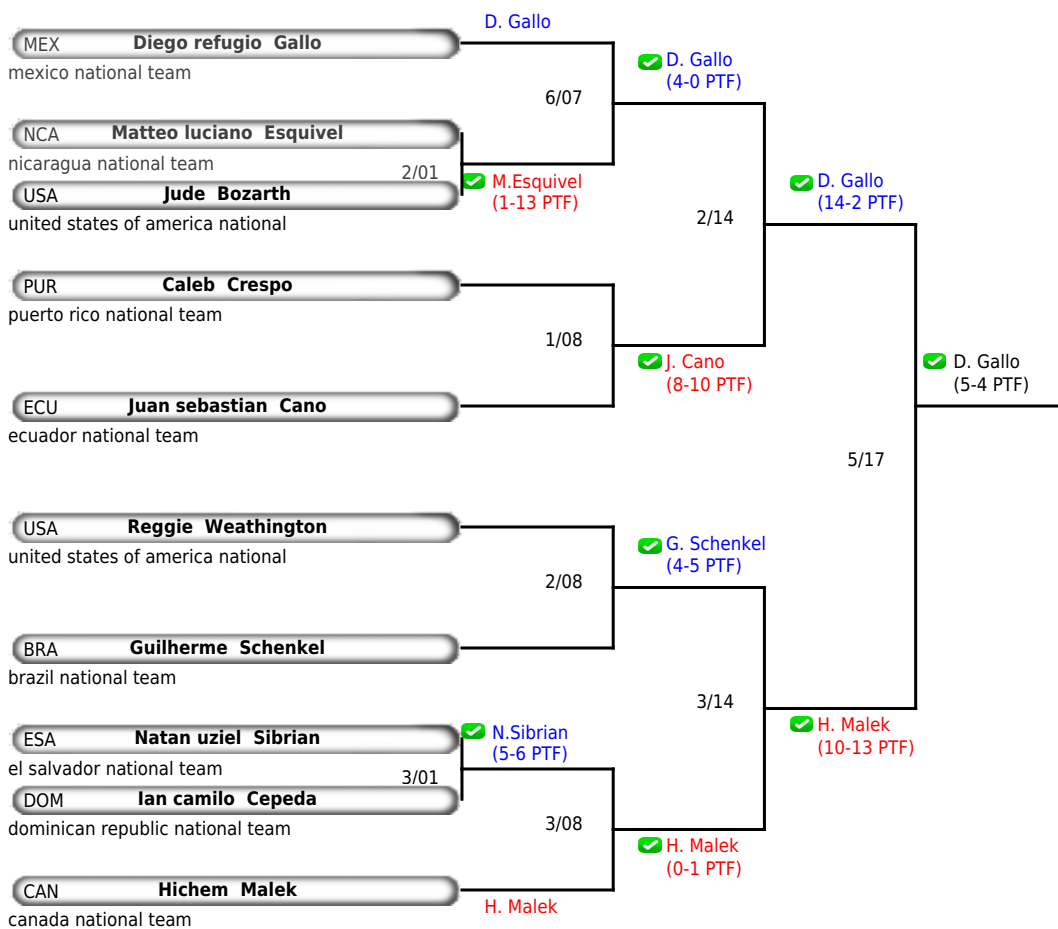 D. Gallo
MEX Diego refugio Gallo
mexico national team
D. Gallo
(4-0 PTF)
6/07
NCA Matteo luciano Esquivel
nicaragua national team
2/01
M.Esquivel
(1-13 PTF)
USA Jude Bozarth
united states of america national
D. Gallo
(14-2 PTF)
2/14
PUR Caleb Crespo
puerto rico national team
1/08
J. Cano
(8-10 PTF)
D. Gallo
(5-4 PTF)
ECU Juan sebastian Cano
ecuador national team
5/17
USA Reggie Weathington
united states of america national
G. Schenkel
(4-5 PTF)
2/08
BRA Guilherme Schenkel
brazil national team
3/14
H. Malek
(10-13 PTF)
ESA Natan uziel Sibrian
el salvador national team
N.Sibrian
(5-6 PTF)
3/01
DOM Ian camilo Cepeda
dominican republic national team
3/08
H. Malek
(0-1 PTF)
CAN Hichem Malek
canada national team
H. Malek